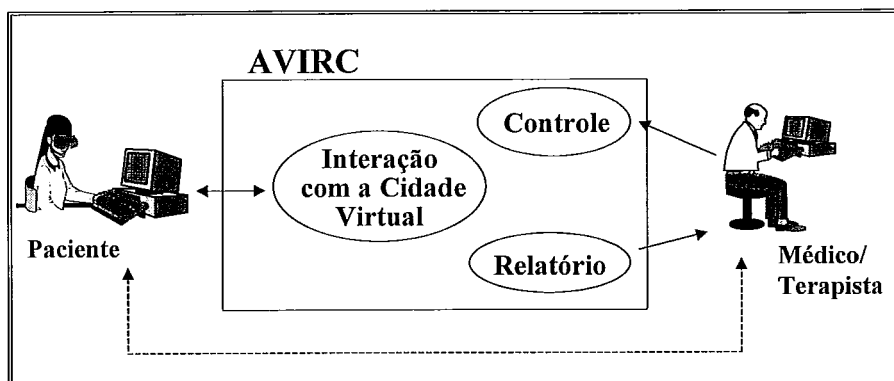 AVIRC
Controle
Interação
com a Cidade
Virtual
Paciente
Relatório
Médico/
Terapista